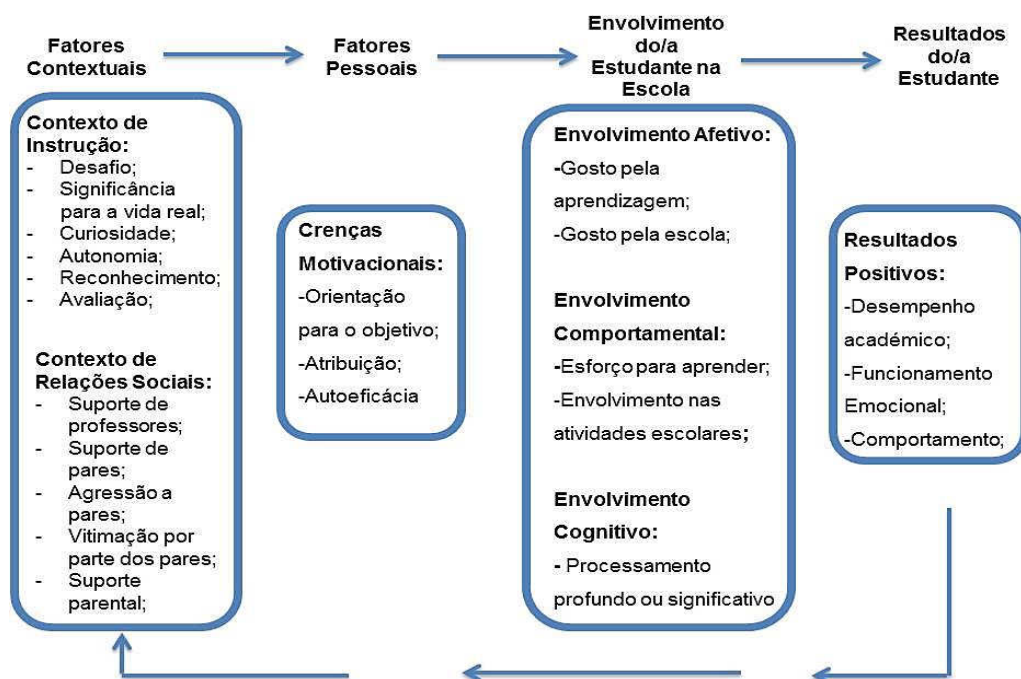 Fatores
Contextuais
Fatores
Pessoais
Envolvimento
do/a
Estudante na
Escola
Resultados
do/a
Estudante
Contexto de
Instrução:
- Desafio;
- Significância
para a vida real;
- Curiosidade;
- Autonomia;
- Reconhecimento;
- Avaliação;
Contexto de
Relações Sociais:
- Suporte de
professores;
- Suporte de
pares;
- Agressão a
pares;
- Vitimação por
parte dos pares;
- Suporte
parental;
Crenças
Motivacionais:
-Orientação
para o objetivo;
-Atribuição;
-Autoeficácia
Envolvimento Afetivo:
-Gosto pela
aprendizagem;
-Gosto pela escola;
Envolvimento
Comportamental:
-Esforço para aprender;
-Envolvimento nas
atividades escolares;
Envolvimento
Cognitivo:
- Processamento
profundo ou significativo
Resultados
Positivos:
-Desempenho
académico;
-Funcionamento
Emocional;
-Comportamento;